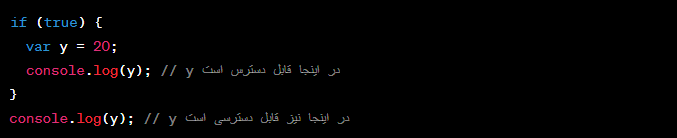 if (true) {
  var y = 20;
  console.log(y); // y در اینجا قابل دسترس است
}
console.log(y); // y در اینجا نیز قابل دسترسی است